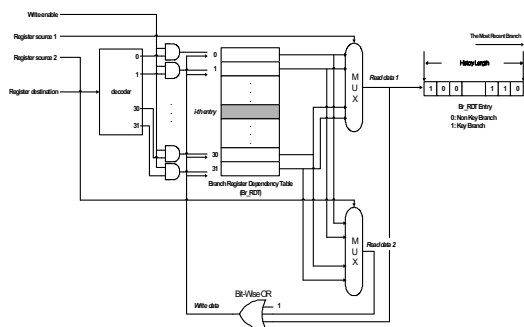 Write enable
Register source 1
Register source 2
Register destination
decoder
0
1
30
31
0
1
i-th entry
30
31
Branch Register Dependency Table
(Br_RDT)
M
U
X
Read data 1
The Most Recent Branch
History Length
1 0 0 1 1 0
Br_RDT Entry
0: Non Key Branch
1: Key Branch
M
U
X
Read data 2
Bit-Wise OR
1
Write data